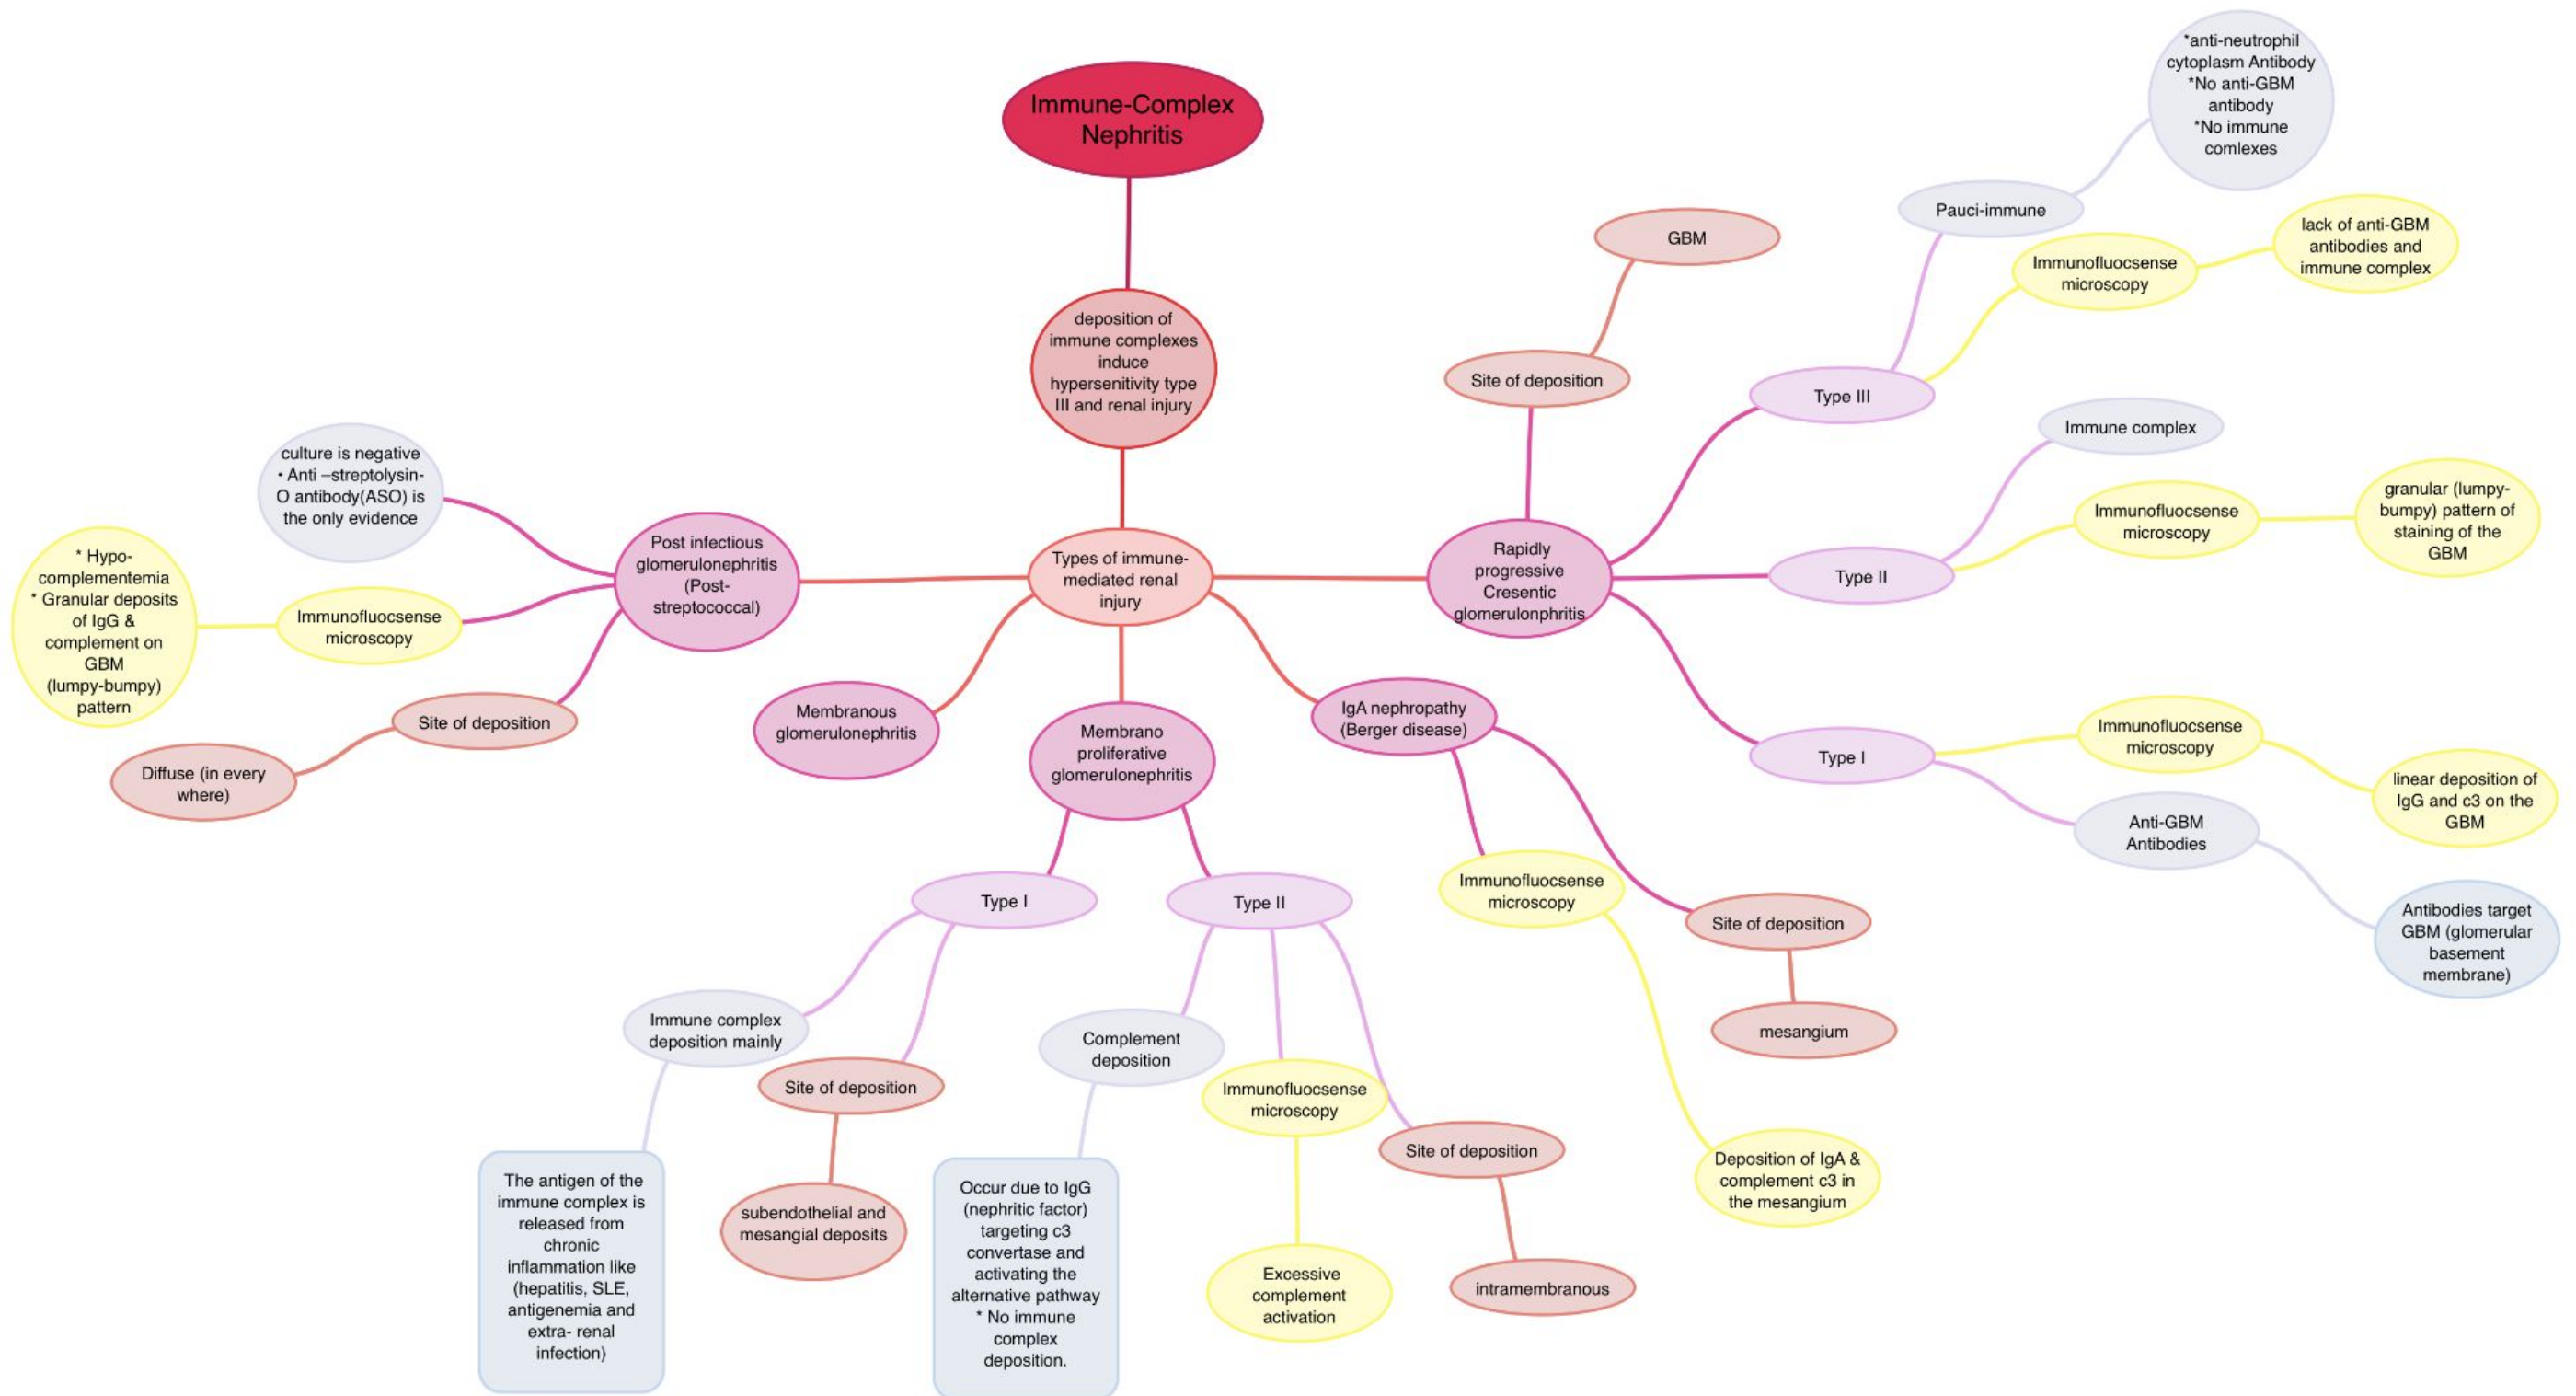 Immune-Complex
Nephritis
deposition of
immune complexes
induce
hypersenitivity type
III and renal injury
Types of immune-
mediated renal
injury
Post infectious
glomerulonephritis
(Post-
streptococcal)
culture is negative
• Anti –streptolysin-
O antibody(ASO) is
the only evidence
Immunofluocsense
microscopy
* Hypo-
complementemia
* Granular deposits
of IgG &
complement on
GBM
(lumpy-bumpy)
pattern
Site of deposition
Diffuse (in every
where)
Membranous
glomerulonephritis
Membrano
proliferative
glomerulonephritis
Type I
Immune complex
deposition mainly
The antigen of the
immune complex is
released from
chronic
inflammation like
(hepatitis, SLE,
antigenemia and
extra- renal
infection)
Site of deposition
subendothelial and
mesangial deposits
Type II
Complement
deposition
Occur due to IgG
(nephritic factor)
targeting c3
convertase and
activating the
alternative pathway
* No immune
complex
deposition.
Immunofluocsense
microscopy
Excessive
complement
activation
Site of deposition
intramembranous
IgA nephropathy
(Berger disease)
Immunofluocsense
microscopy
Deposition of IgA &
complement c3 in
the mesangium
Site of deposition
mesangium
Rapidly
progressive
Cresentic
glomerulonphritis
Site of deposition
GBM
Type III
Pauci-immune
*anti-neutrophil
cytoplasm Antibody
*No anti-GBM
antibody
*No immune
comlexes
Immunofluocsense
microscopy
lack of anti-GBM
antibodies and
immune complex
Type II
Immune complex
Immunofluocsense
microscopy
granular (lumpy-
bumpy) pattern of
staining of the
GBM
Type I
Immunofluocsense
microscopy
linear deposition of
IgG and c3 on the
GBM
Anti-GBM
Antibodies
Antibodies target
GBM (glomerular
basement
membrane)